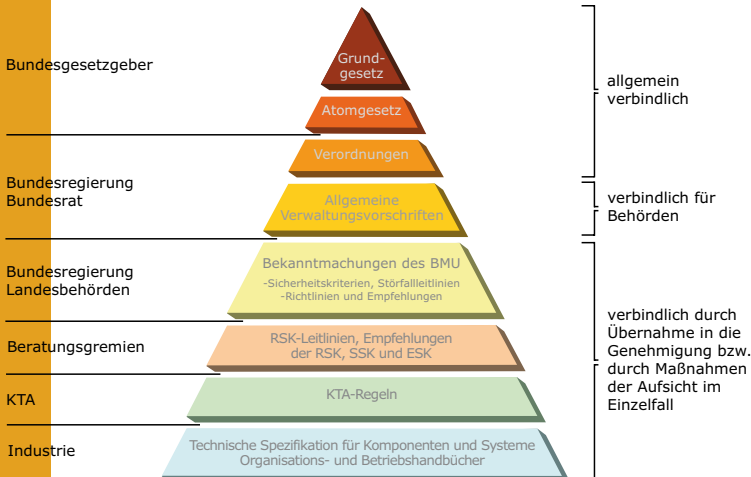 Bundesgesetzgeber
Bundesregierung
Bundesrat
Bundesregierung
Landesbehörden
Beratungsgremien
KTA
Industrie
Grund-
gesetz
Atomgesetz
Verordnungen
Allgemeine
Verwaltungsvorschriften
Bekanntmachungen des BMU
-Sicherheitskriterien, Störfallleitlinien
-Richtlinien und Empfehlungen
RSK-Leitlinien, Empfehlungen
der RSK, SSK und ESK
KTA-Regeln
Technische Spezifikation für Komponenten und Systeme
Organisations- und Betriebshandbücher
allgemein
verbindlich
verbindlich für
Behörden
verbindlich durch
Übernahme in die
Genehmigung bzw.
durch Maßnahmen
der Aufsicht im
Einzelfall